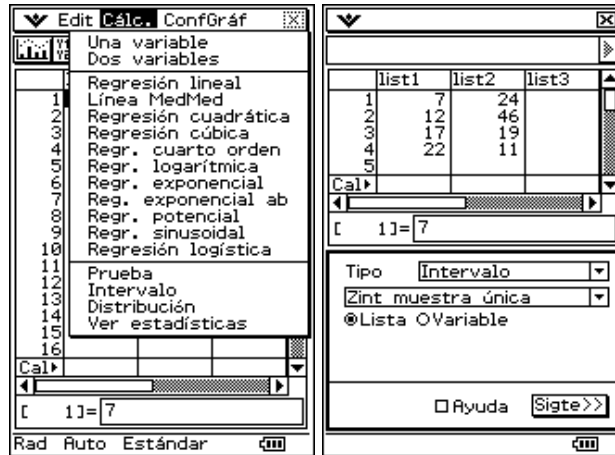 Edit Cálc. ConfGráf
Una variable
Dos variables
Regresión lineal
Línea MedMed
Regresión cuadrática
Regresión cúbica
Regr. cuarto orden
Regr. logarítmica
Regr. exponencial
Reg. exponencial ab
Regr. potencial
Regr. sinusoidal
Regresión logística
Prueba
Intervalo
Distribución
Ver estadísticas
1
2
3
4
5
6
7
8
9
10
11
12
13
14
15
16
Cal
[ 1]= 7
Rad Auto Estándar
list1 list2 list3
1 7 24
2 12 46
3 17 19
4 22 11
5
Cal
[ 1]= 7
Tipo Intervalo
Zint muestra única
Lista Variable
Ayuda Sigte>>